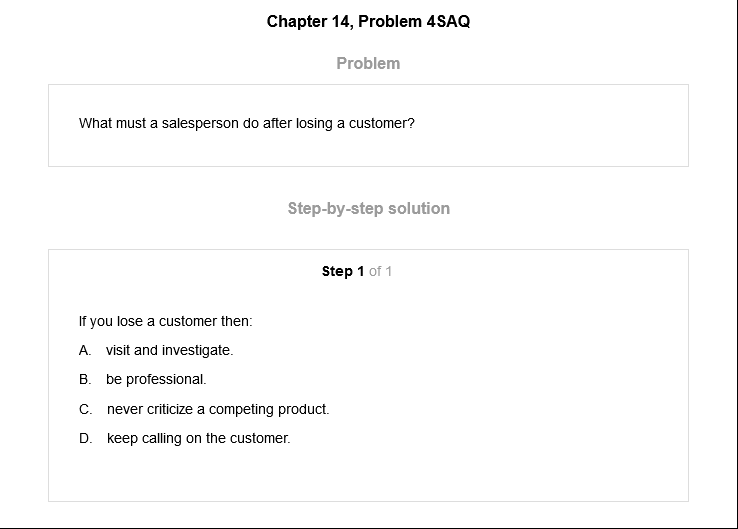 Chapter 14, Problem 4SAQ
Problem
What must a salesperson do after losing a customer?
Step-by-step solution
Step 1 of 1
If you lose a customer then:
A. visit and investigate.
B. be professional.
C. never criticize a competing product.
D. keep calling on the customer.